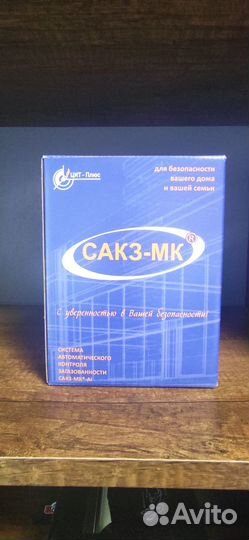 ЦИТ-Плюс
для безопасности
вашего дома
и вашей семьи
САКЗ-МК®
С уверенностью в Вашей безопасности!
СИСТЕМА
АВТОМАТИЧЕСКОГО
КОНТРОЛЯ
ЗАГАЗОВАННОСТИ
Avito